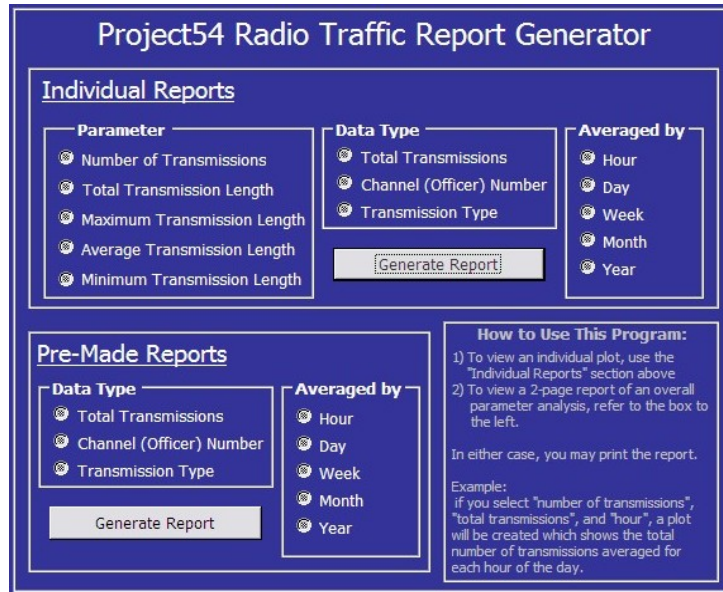 Project54 Radio Traffic Report Generator
Individual Reports
Parameter
Number of Transmissions
Total Transmission Length
Maximum Transmission Length
Average Transmission Length
Minimum Transmission Length
Data Type
Total Transmissions
Channel (Officer) Number
Transmission Type
Generate Report
Averaged by
Hour
Day
Week
Month
Year
Pre-Made Reports
Data Type
Total Transmissions
Channel (Officer) Number
Transmission Type
Generate Report
Averaged by
Hour
Day
Week
Month
Year
How to Use This Program:
1) To view an individual plot, use the
"Individual Reports" section above
2) To view a 2-page report of an overall
parameter analysis, refer to the box to
the left.
In either case, you may print the report.
Example:
if you select "number of transmissions",
"total transmissions", and "hour", a plot
will be created which shows the total
number of transmissions averaged for
each hour of the day.